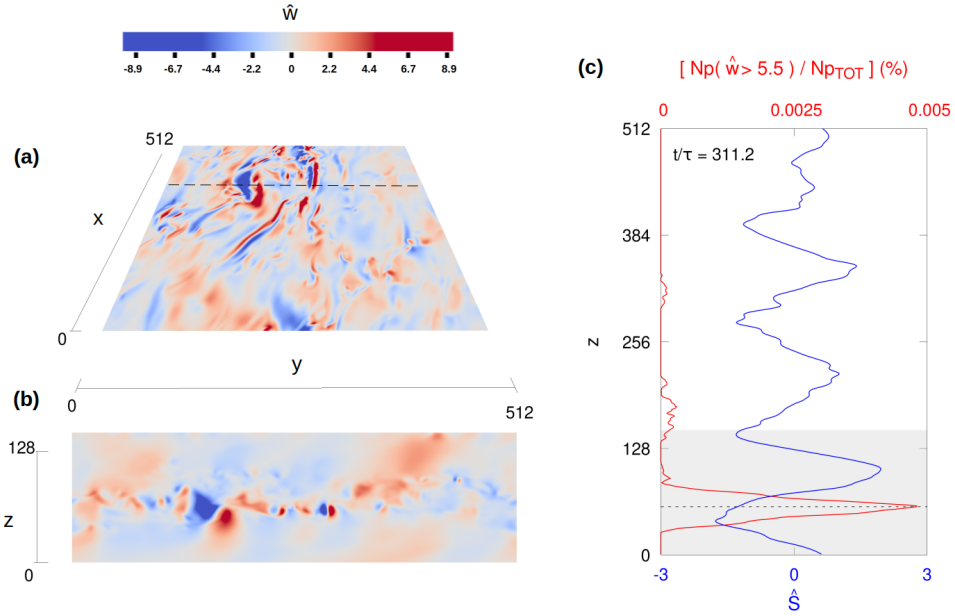 ŵ
-8.9 -6.7 -4.4 -2.2 0 2.2 4.4 6.7 8.9
(a)
512
x
0
y
0
512
(b)
128
z
0
(c)
[ Np( ŵ > 5.5 ) / Np_TOT ] (%)
0 0.0025 0.005
t/τ = 311.2
512
384
z
256
128
0
-3 0 3
Ŝ